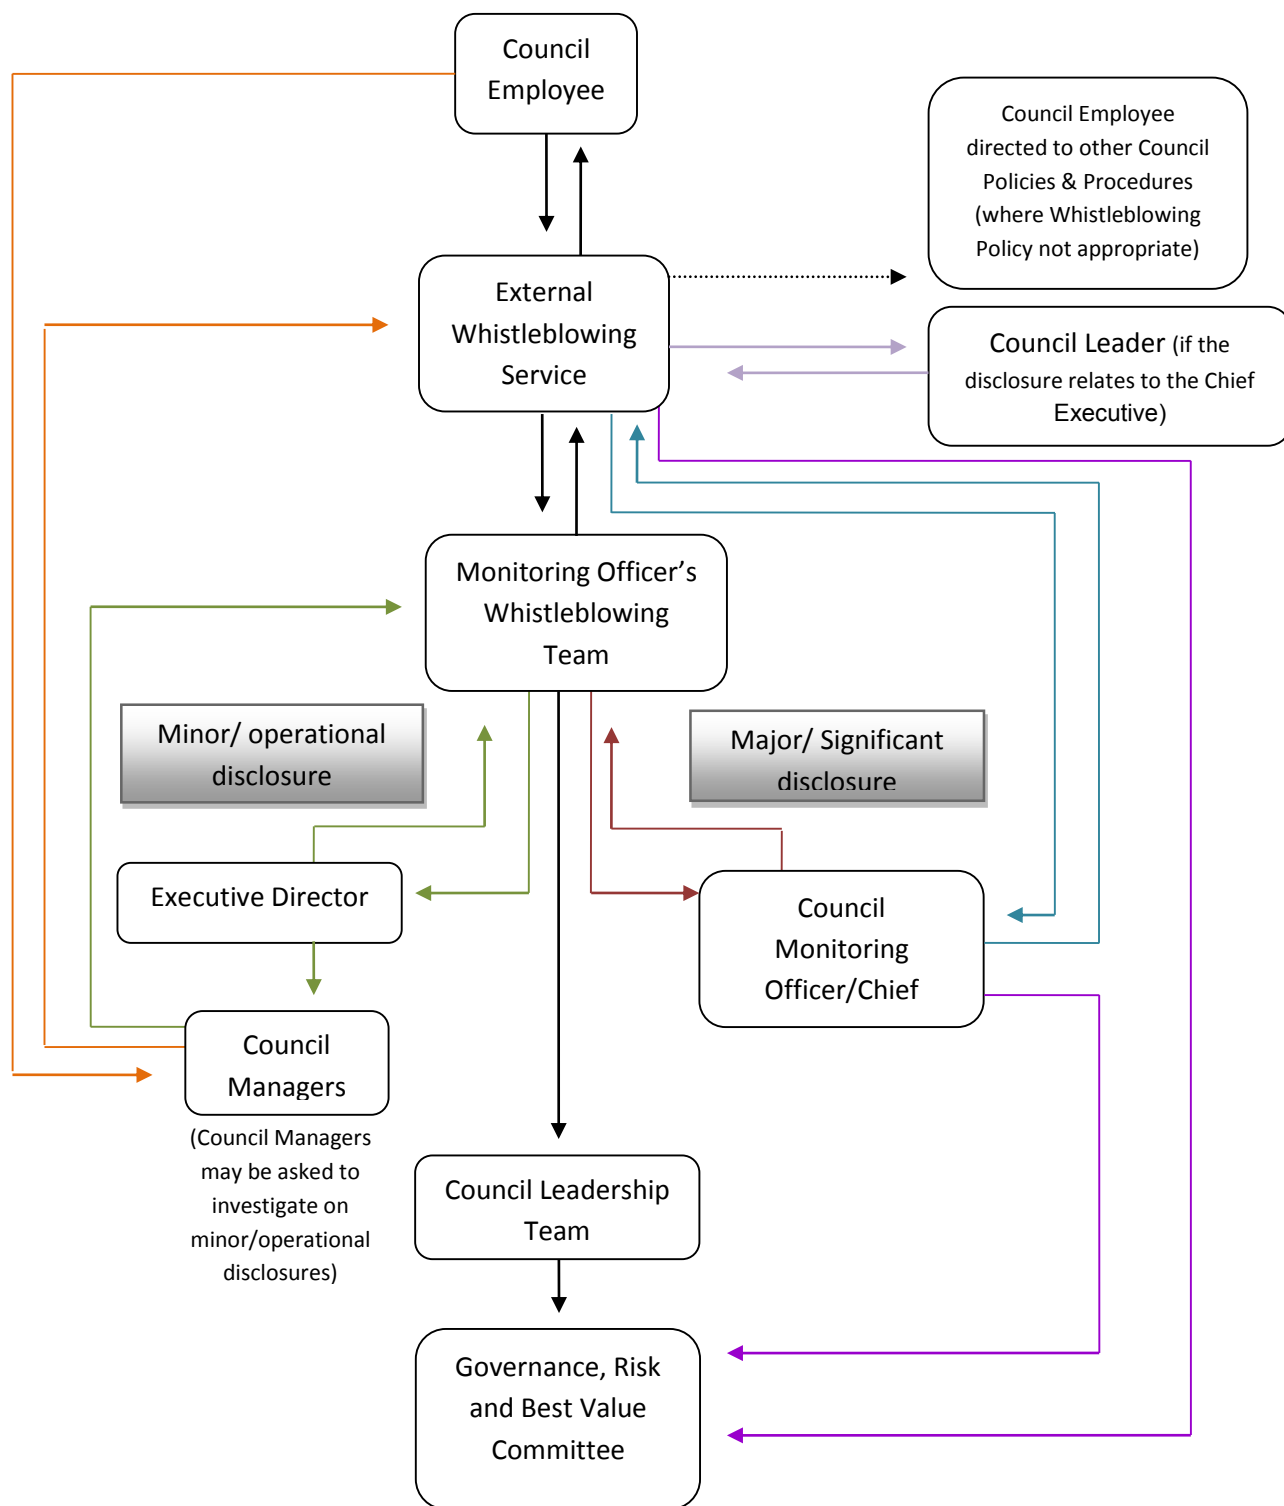 Council
Employee
Council Employee
directed to other Council
Policies & Procedures
(where Whistleblowing
Policy not appropriate)
External
Whistleblowing
Service
Council Leader (if the
disclosure relates to the Chief
Executive)
Monitoring Officer’s
Whistleblowing
Team
Minor/ operational
disclosure
Major/ Significant
disclosure
Executive Director
Council
Monitoring
Officer/Chief
Council
Managers
(Council Managers
may be asked to
investigate on
minor/operational
disclosures)
Council Leadership
Team
Governance, Risk
and Best Value
Committee